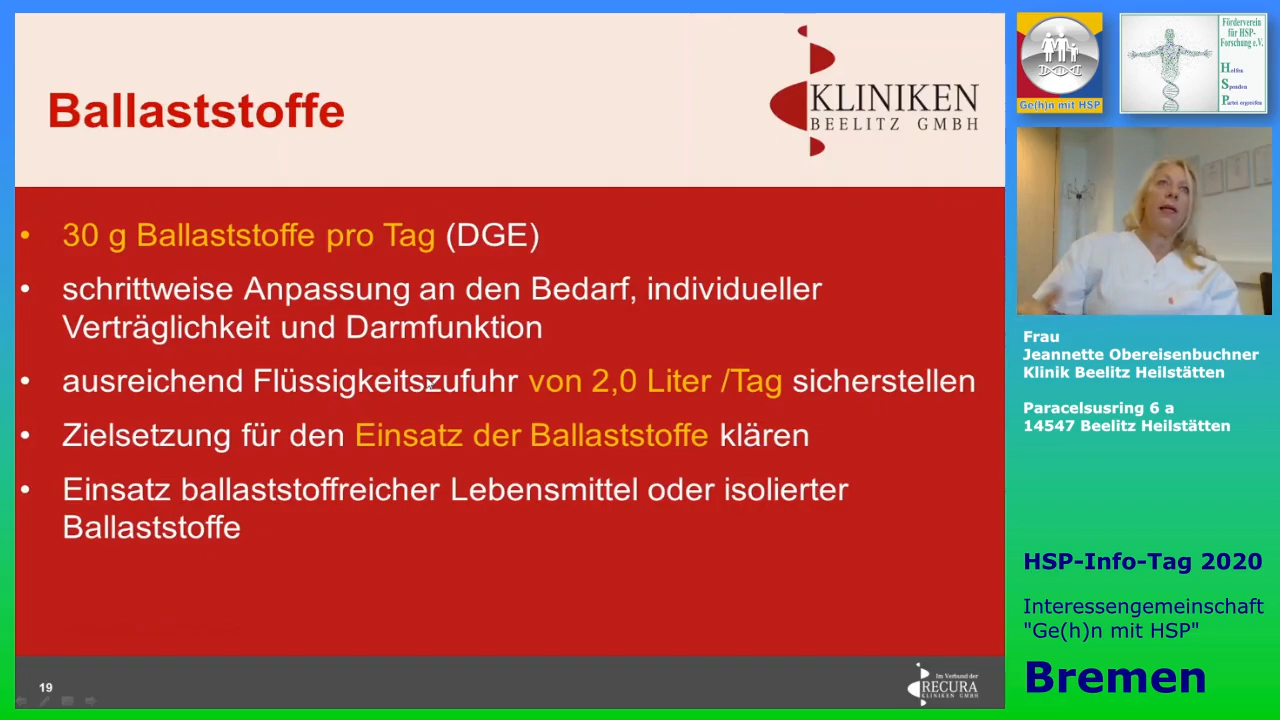 Ballaststoffe
KLINIKEN
BEELITZ GMBH
• 30 g Ballaststoffe pro Tag (DGE)
• schrittweise Anpassung an den Bedarf, individueller
Verträglichkeit und Darmfunktion
• ausreichend Flüssigkeitszufuhr von 2,0 Liter /Tag sicherstellen
• Zielsetzung für den Einsatz der Ballaststoffe klären
• Einsatz ballaststoffreicher Lebensmittel oder isolierter
Ballaststoffe
19
Im Verbund der
RECURA
KLINIKEN GMBH
Ge(h)n mit HSP
Förderverein
für HSP-
Forschung e.V.
Helfen
Spenden
Partei ergreifen
Frau
Jeannette Obereisenbuchner
Klinik Beelitz Heilstätten
Paracelsusring 6 a
14547 Beelitz Heilstätten
HSP-Info-Tag 2020
Interessengemeinschaft
"Ge(h)n mit HSP"
Bremen